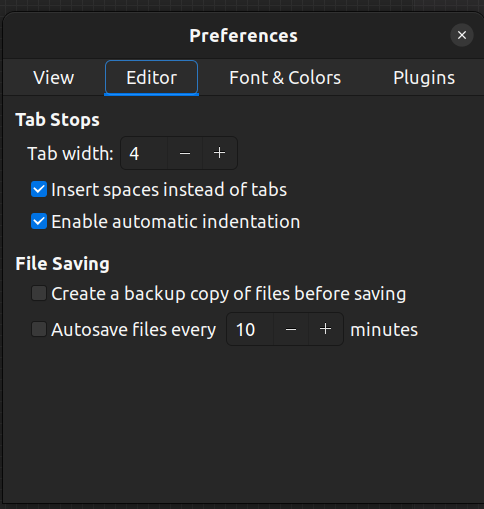 Preferences
View Editor Font & Colors Plugins
Tab Stops
Tab width: 4 − +
Insert spaces instead of tabs
Enable automatic indentation
File Saving
Create a backup copy of files before saving
Autosave files every 10 − + minutes